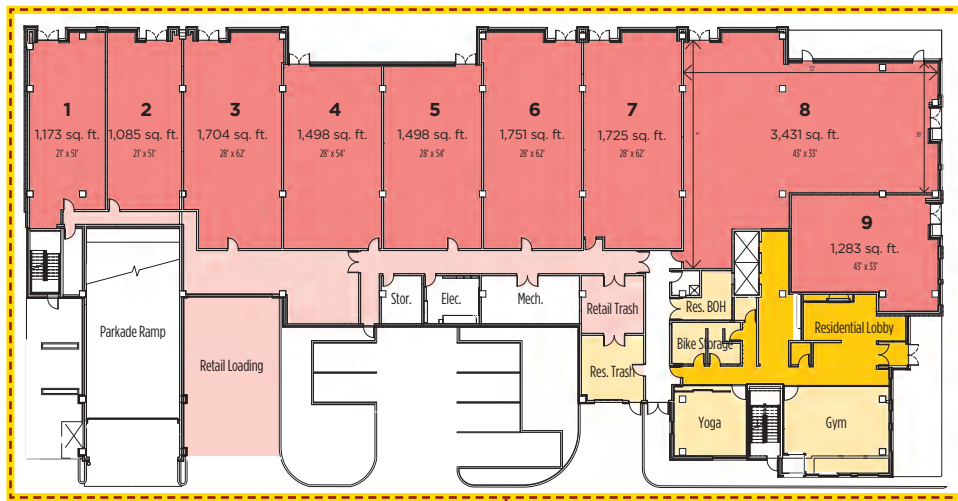 1
1,173 sq. ft.
21' x 51'
2
1,085 sq. ft.
21' x 51'
3
1,704 sq. ft.
28' x 62'
4
1,498 sq. ft.
28' x 54'
5
1,498 sq. ft.
28' x 54'
6
1,751 sq. ft.
28' x 62'
7
1,725 sq. ft.
28' x 62'
8
3,431 sq. ft.
43' x 33'
39'
9
1,283 sq. ft.
43' x 33'
Stor.
Elec.
Mech.
Retail Trash
Res. BOH
Parkade Ramp
Retail Loading
Bike Storage
Residential Lobby
Res. Trash
Yoga
Gym